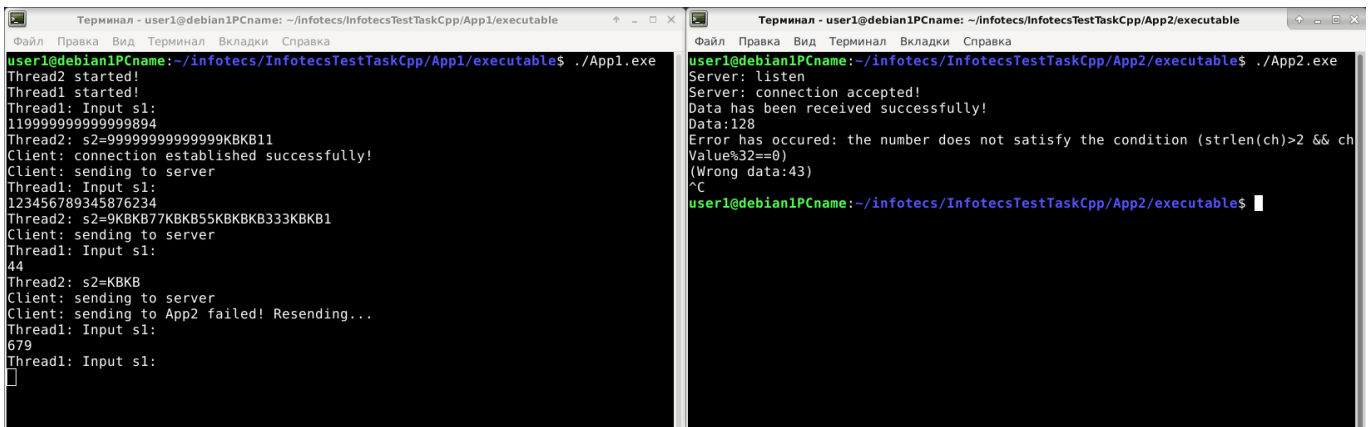 Терминал - user1@debian1PCname: ~/infotecs/InfotecsTestTaskCpp/App1/executable
Файл Правка Вид Терминал Вкладки Справка
user1@debian1PCname:~/infotecs/InfotecsTestTaskCpp/App1/executable$ ./App1.exe
Thread2 started!
Thread1 started!
Thread1: Input s1:
119999999999999894
Thread2: s2=99999999999999KBKB11
Client: connection established successfully!
Client: sending to server
Thread1: Input s1:
123456789345876234
Thread2: s2=9KBKB77KBKB55KBKBKB333KBKB1
Client: sending to server
Thread1: Input s1:
44
Thread2: s2=KBKB
Client: sending to server
Client: sending to App2 failed! Resending...
Thread1: Input s1:
679
Thread1: Input s1:
Терминал - user1@debian1PCname: ~/infotecs/InfotecsTestTaskCpp/App2/executable
Файл Правка Вид Терминал Вкладки Справка
user1@debian1PCname:~/infotecs/InfotecsTestTaskCpp/App2/executable$ ./App2.exe
Server: listen
Server: connection accepted!
Data has been received successfully!
Data:128
Error has occured: the number does not satisfy the condition (strlen(ch)>2 && ch
Value%32==0)
(Wrong data:43)
^C
user1@debian1PCname:~/infotecs/InfotecsTestTaskCpp/App2/executable$